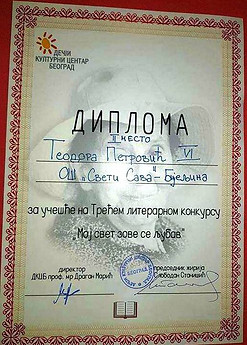 ДЕЧЈИ
КУЛТУРНИ ЦЕНТАР
БЕОГРАД
ДИПЛОМА
II МЕСТО
Теодора Петровић VI
ОШ "Свети Сава" - Бијељина
за учешће на Трећем литерарном конкурсу
"Мој свет зове се љубав"
директор
ДКЦБ проф. мр Драган Марић
председник жирија
Слободан Станишић